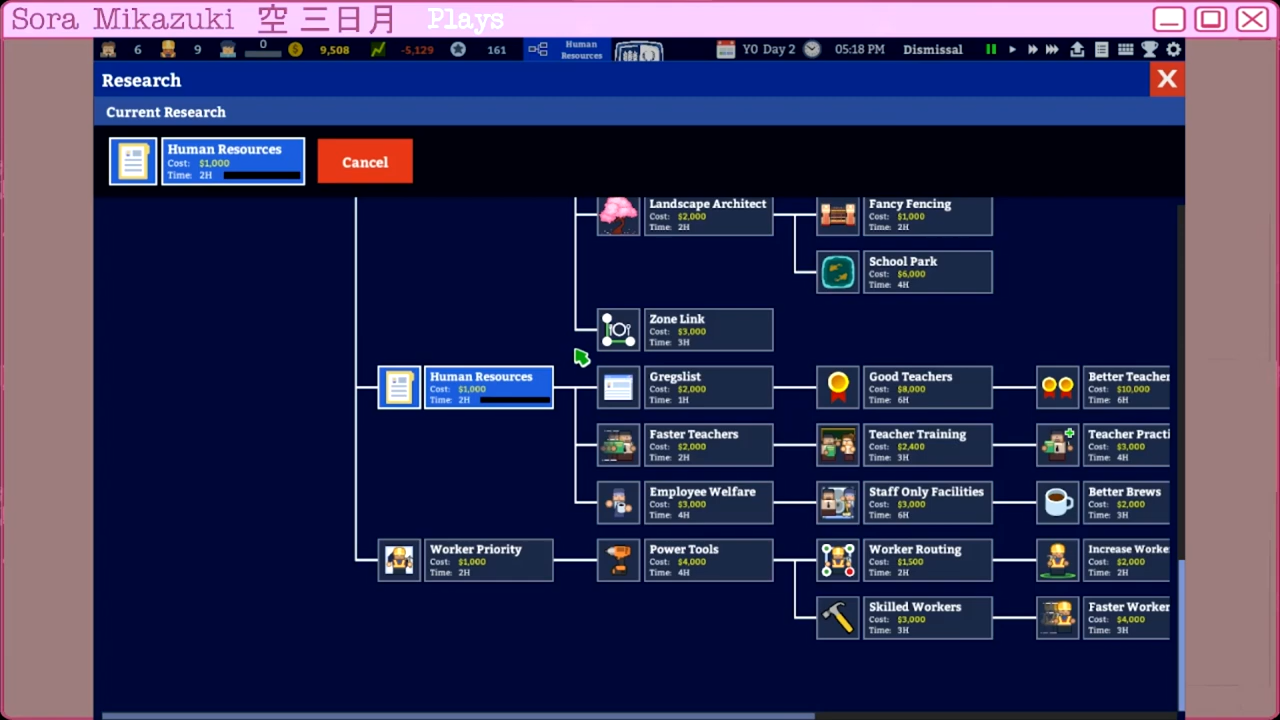 Sora Mikazuki 空 三日月 Plays
6 9 0 9,508 -5,129 161 Human Resources Y0 Day 2 05:18 PM Dismissal
Research
X
Current Research
Human Resources
Cost: $1,000
Time: 2H
Cancel
Landscape Architect
Cost: $2,000
Time: 2H
Fancy Fencing
Cost: $1,000
Time: 2H
School Park
Cost: $6,000
Time: 4H
Zone Link
Cost: $3,000
Time: 3H
Human Resources
Cost: $1,000
Time: 2H
Gregslist
Cost: $2,000
Time: 1H
Good Teachers
Cost: $8,000
Time: 6H
Better Teacher
Cost: $10,000
Time: 6H
Faster Teachers
Cost: $2,000
Time: 2H
Teacher Training
Cost: $2,400
Time: 3H
Teacher Practi
Cost: $3,000
Time: 4H
Employee Welfare
Cost: $3,000
Time: 4H
Staff Only Facilities
Cost: $3,000
Time: 6H
Better Brews
Cost: $2,000
Time: 3H
Worker Priority
Cost: $1,000
Time: 2H
Power Tools
Cost: $4,000
Time: 4H
Worker Routing
Cost: $1,500
Time: 2H
Increase Worke
Cost: $2,000
Time: 2H
Skilled Workers
Cost: $3,000
Time: 3H
Faster Worker
Cost: $4,000
Time: 3H